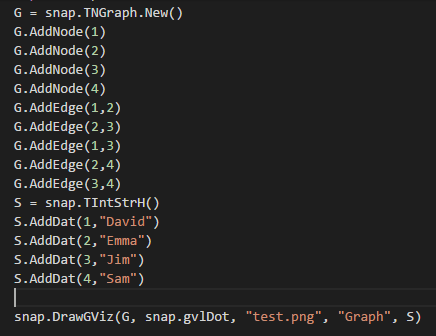 G = snap.TNGraph.New()
G.AddNode(1)
G.AddNode(2)
G.AddNode(3)
G.AddNode(4)
G.AddEdge(1,2)
G.AddEdge(2,3)
G.AddEdge(1,3)
G.AddEdge(2,4)
G.AddEdge(3,4)
S = snap.TIntStrH()
S.AddDat(1,"David")
S.AddDat(2,"Emma")
S.AddDat(3,"Jim")
S.AddDat(4,"Sam")
snap.DrawGViz(G, snap.gvlDot, "test.png", "Graph", S)